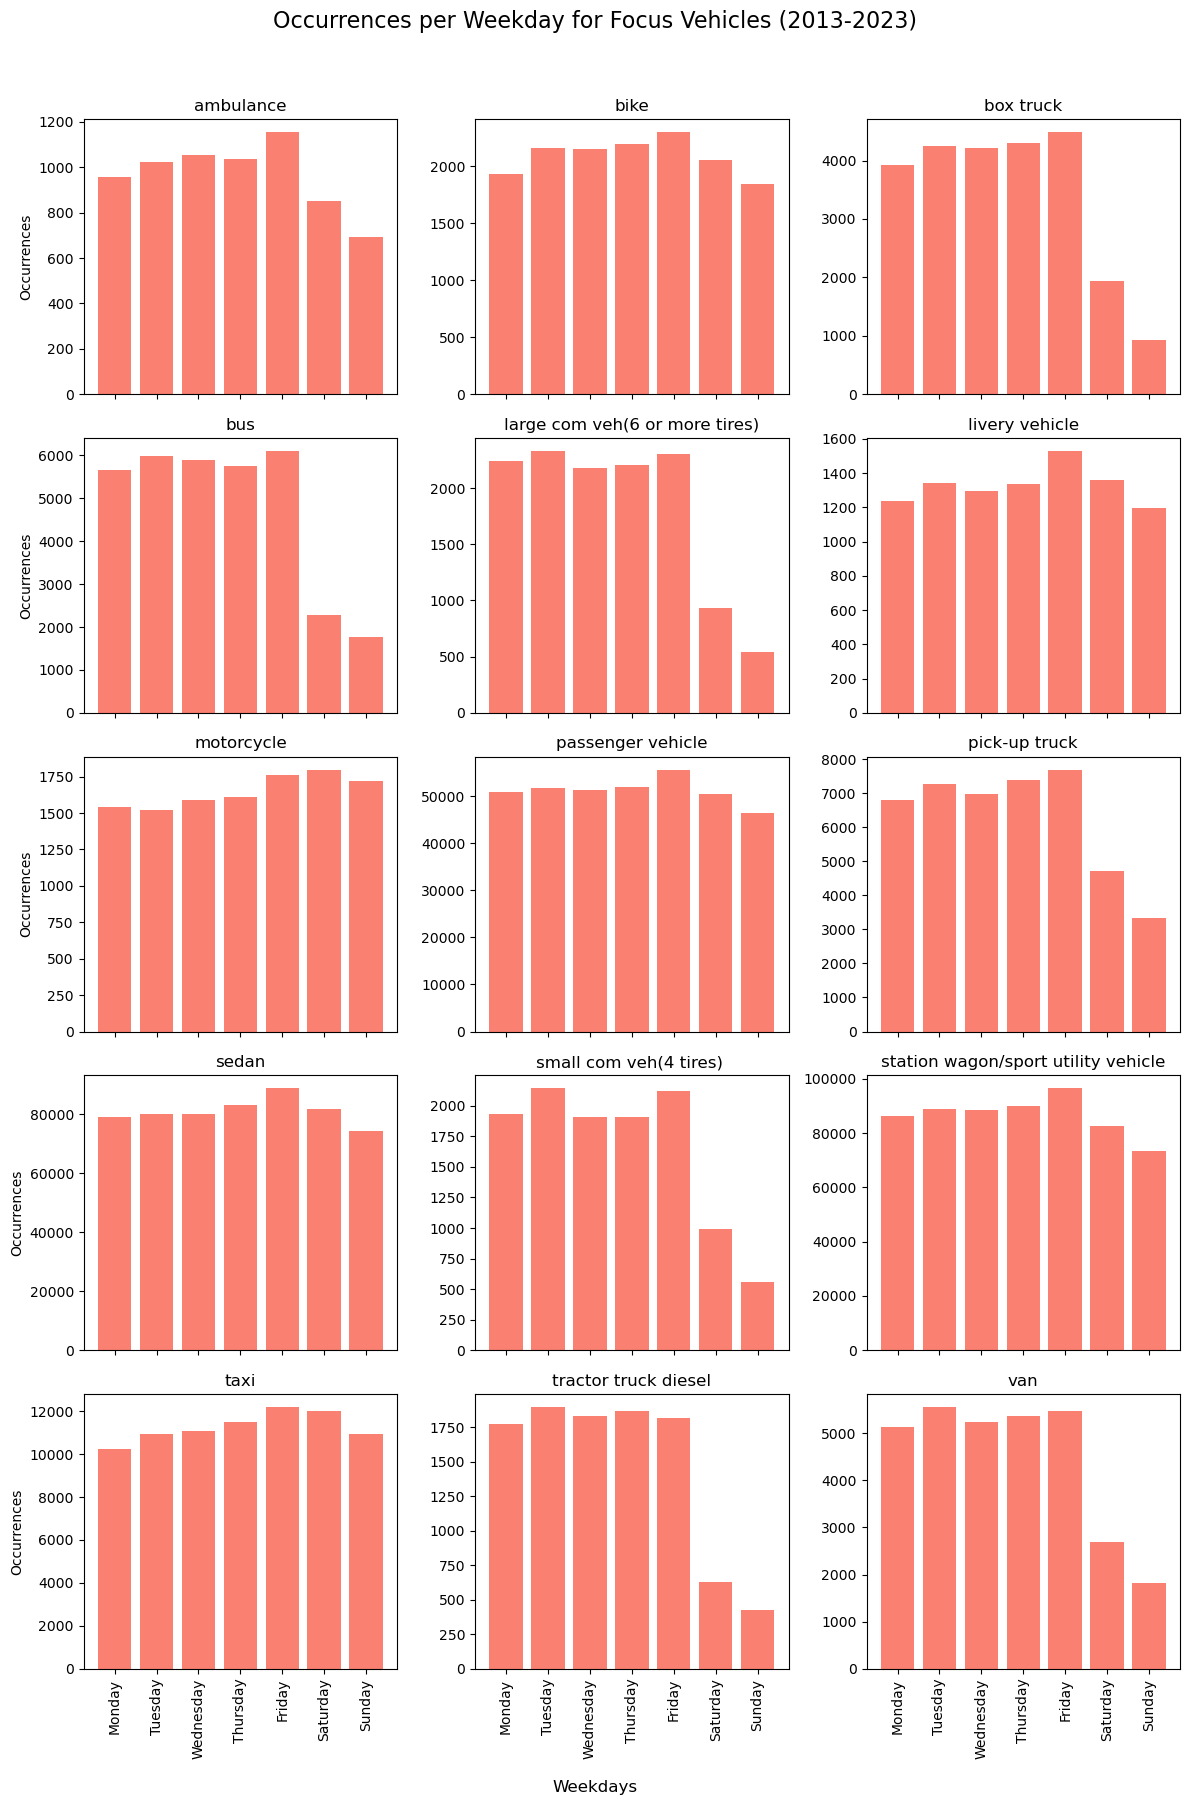 Occurrences per Weekday for Focus Vehicles (2013-2023)
ambulance
1200
1000
800
600
400
200
0
Occurrences
bike
2000
1500
1000
500
0
box truck
4000
3000
2000
1000
0
bus
6000
5000
4000
3000
2000
1000
0
Occurrences
large com veh(6 or more tires)
2000
1500
1000
500
0
livery vehicle
1600
1400
1200
1000
800
600
400
200
0
motorcycle
1750
1500
1250
1000
750
500
250
0
Occurrences
passenger vehicle
50000
40000
30000
20000
10000
0
pick-up truck
8000
7000
6000
5000
4000
3000
2000
1000
0
sedan
80000
60000
40000
20000
0
Occurrences
small com veh(4 tires)
2000
1750
1500
1250
1000
750
500
250
0
station wagon/sport utility vehicle
100000
80000
60000
40000
20000
0
taxi
12000
10000
8000
6000
4000
2000
0
Occurrences
Monday
Tuesday
Wednesday
Thursday
Friday
Saturday
Sunday
tractor truck diesel
1750
1500
1250
1000
750
500
250
0
Monday
Tuesday
Wednesday
Thursday
Friday
Saturday
Sunday
van
5000
4000
3000
2000
1000
0
Monday
Tuesday
Wednesday
Thursday
Friday
Saturday
Sunday
Weekdays